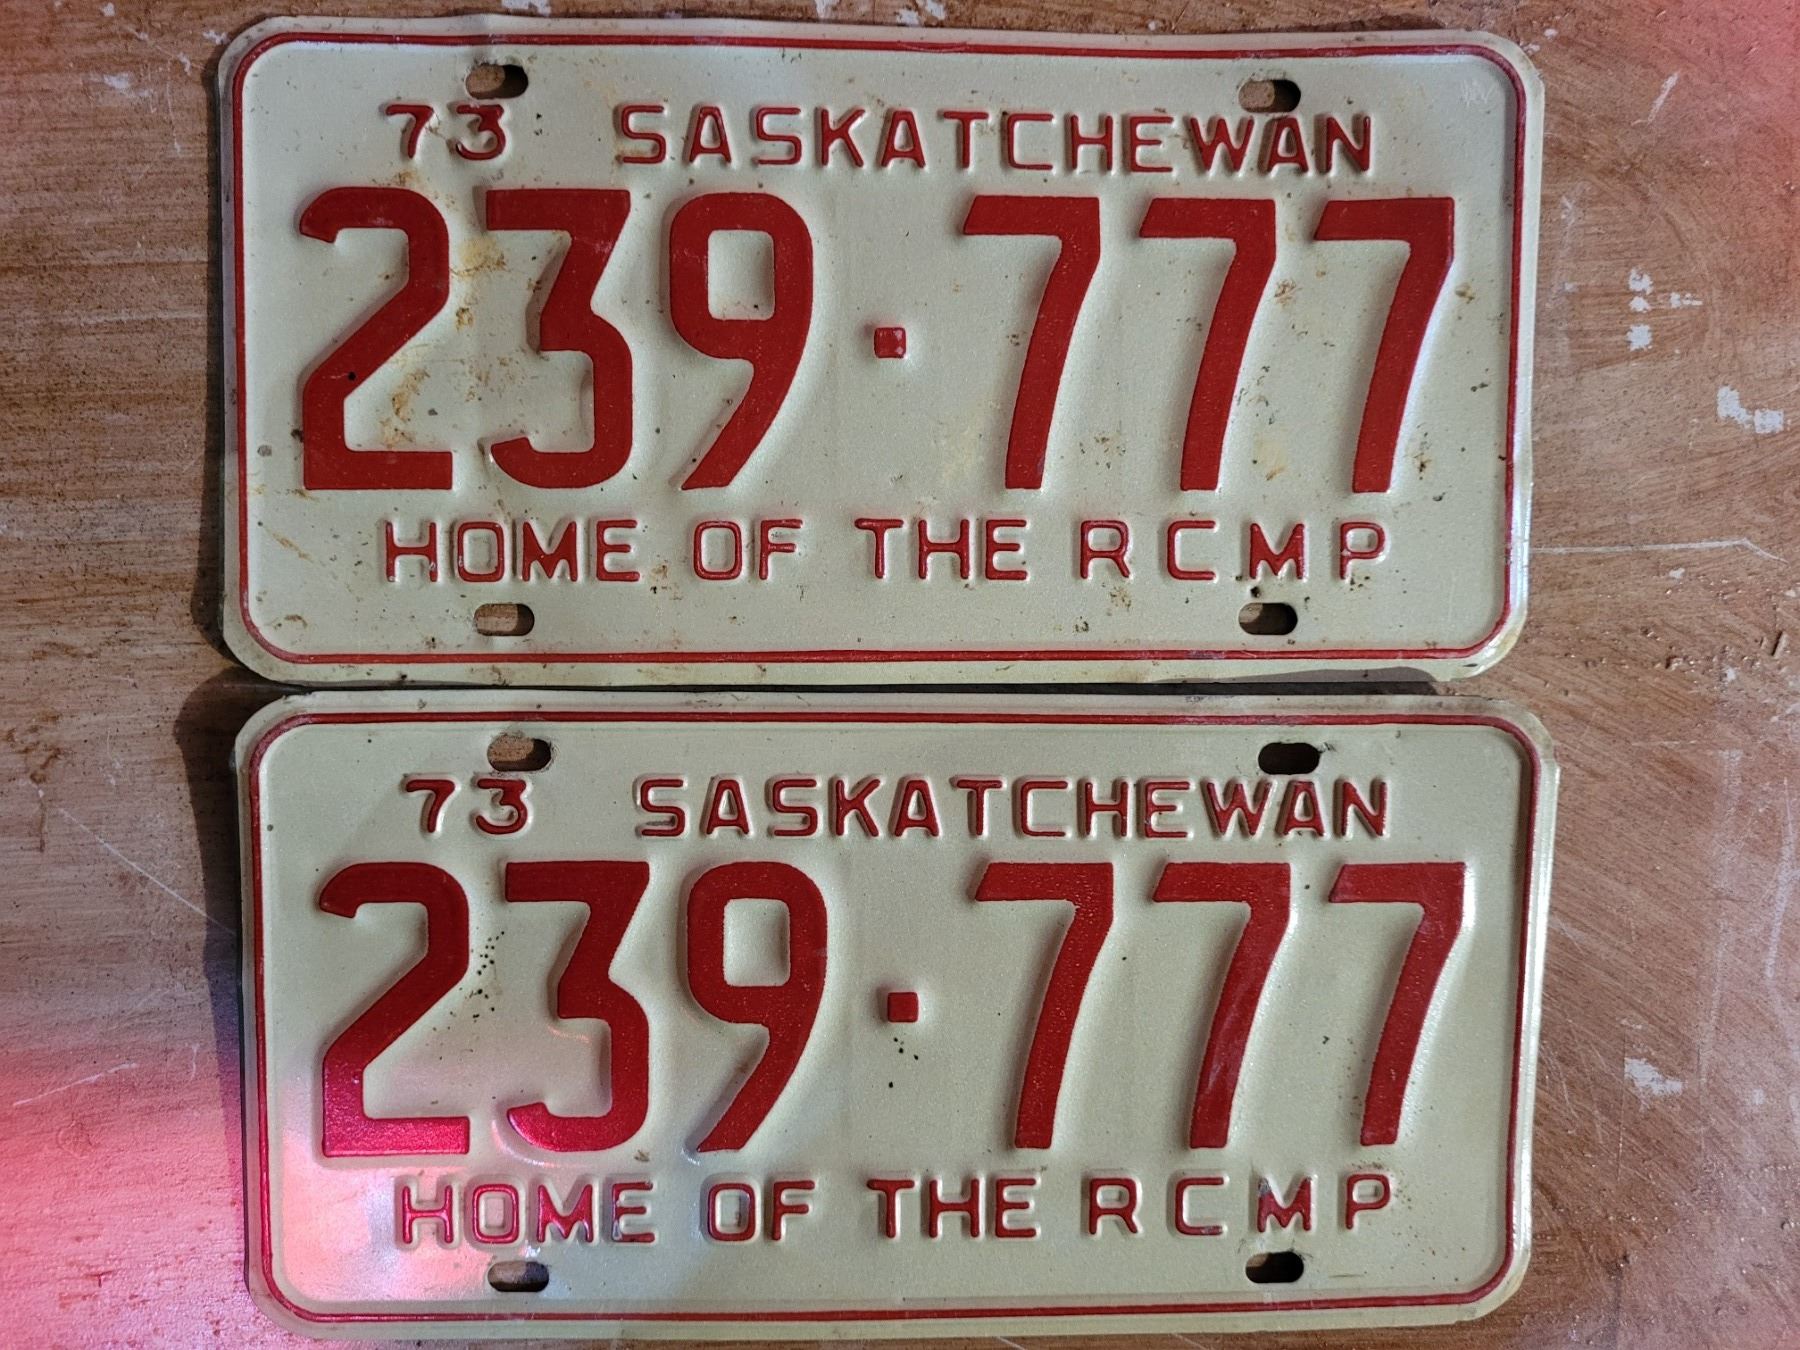 73 SASKATCHEWAN
239·777
HOME OF THE RCMP
73 SASKATCHEWAN
239·777
HOME OF THE RCMP